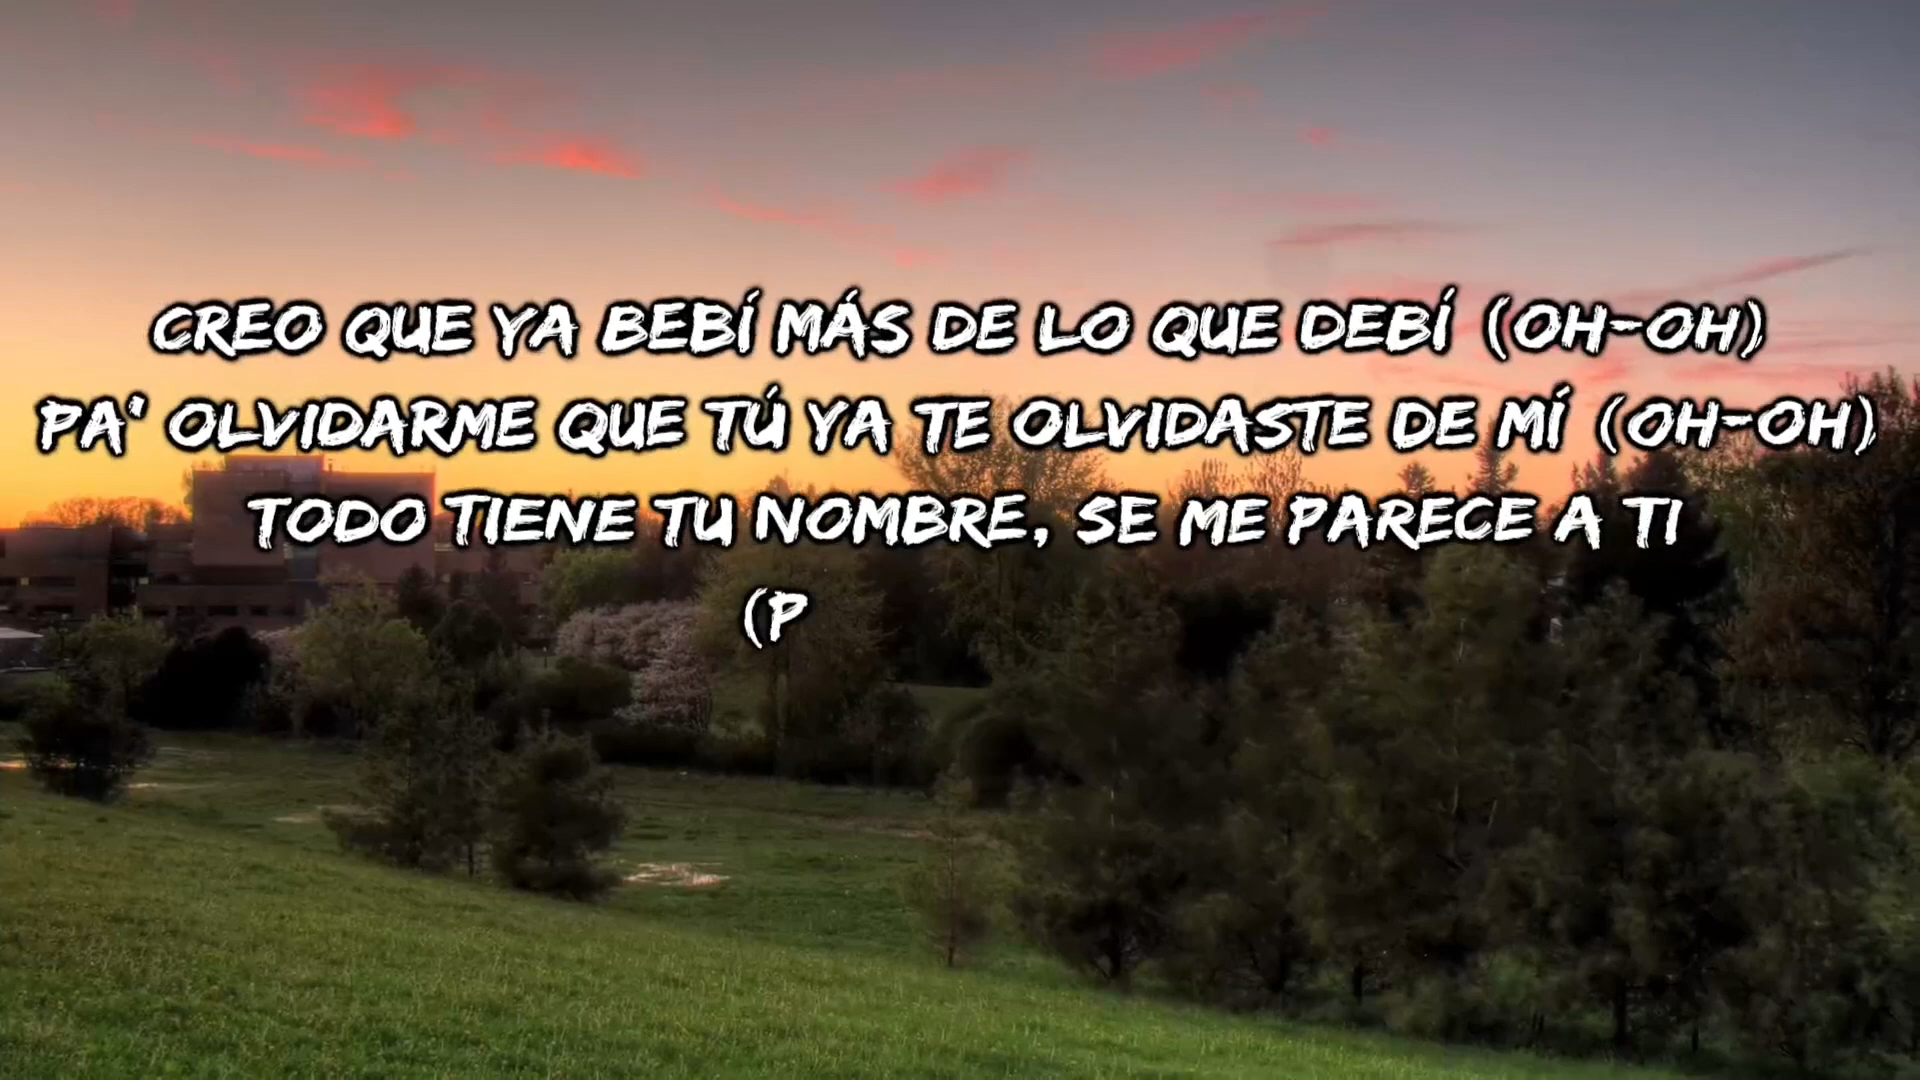 CREO QUE YA BEBÍ MÁS DE LO QUE DEBÍ (OH-OH)
PA' OLVIDARME QUE TÚ YA TE OLVIDASTE DE MÍ (OH-OH)
TODO TIENE TU NOMBRE, SE ME PARECE A TI
(P